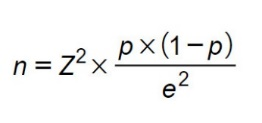 n = Z² × p×(1−p) / e²